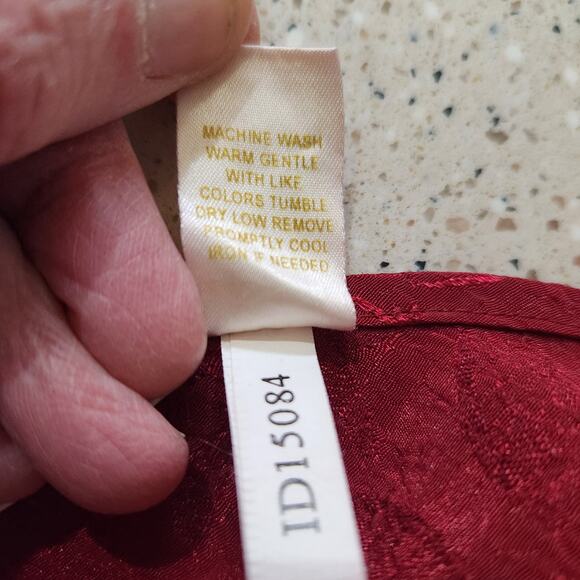 MACHINE WASH
WARM GENTLE
WITH LIKE
COLORS TUMBLE
DRY LOW REMOVE
PROMPTLY COOL
IRON IF NEEDED
ID15084